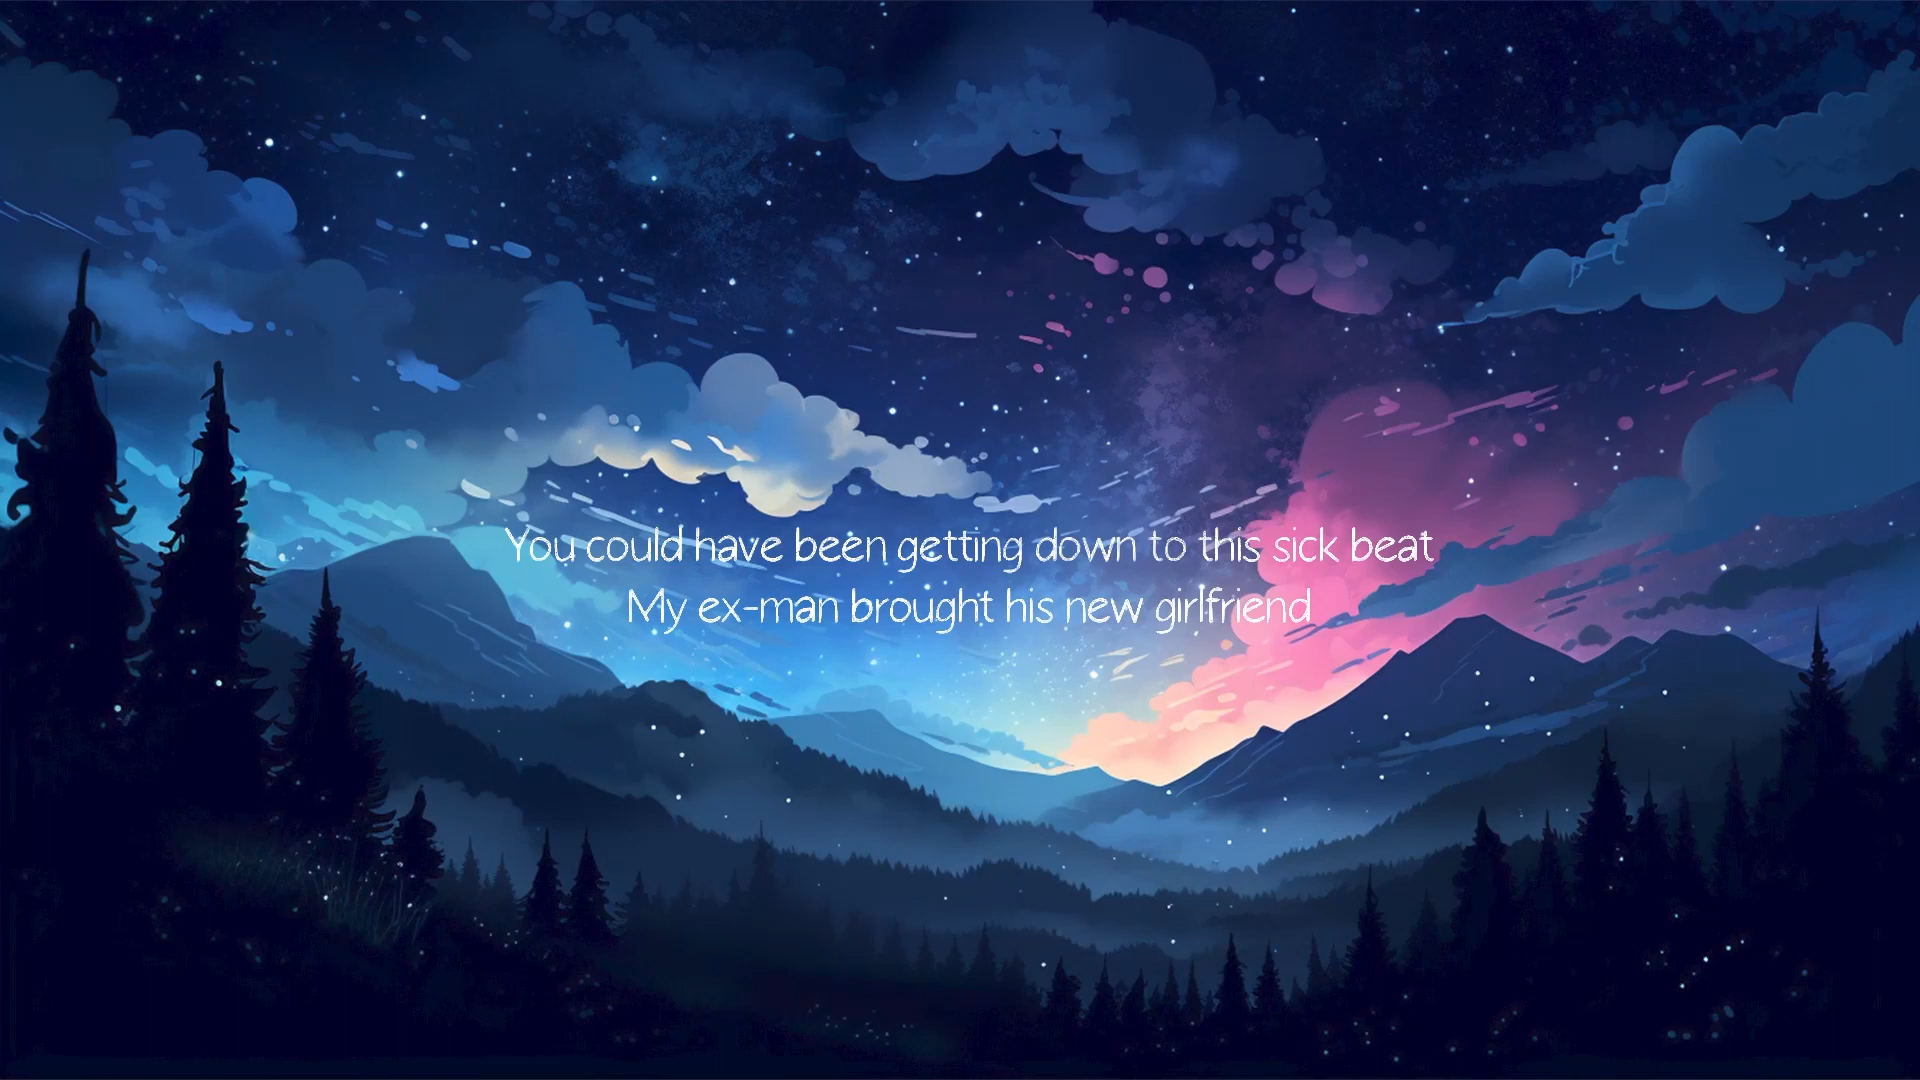 You could have been getting down to this sick beat
My ex-man brought his new girlfriend